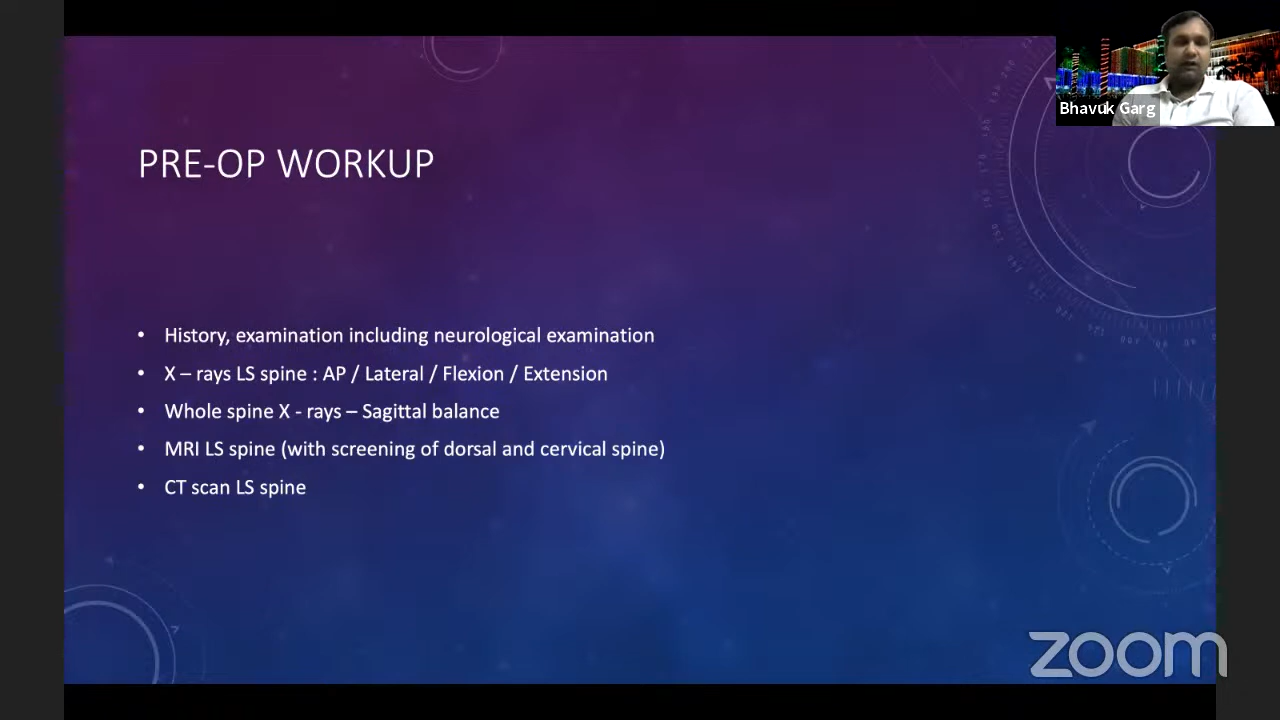 Bhavuk Garg
PRE-OP WORKUP
• History, examination including neurological examination
• X – rays LS spine : AP / Lateral / Flexion / Extension
• Whole spine X - rays – Sagittal balance
• MRI LS spine (with screening of dorsal and cervical spine)
• CT scan LS spine
zoom